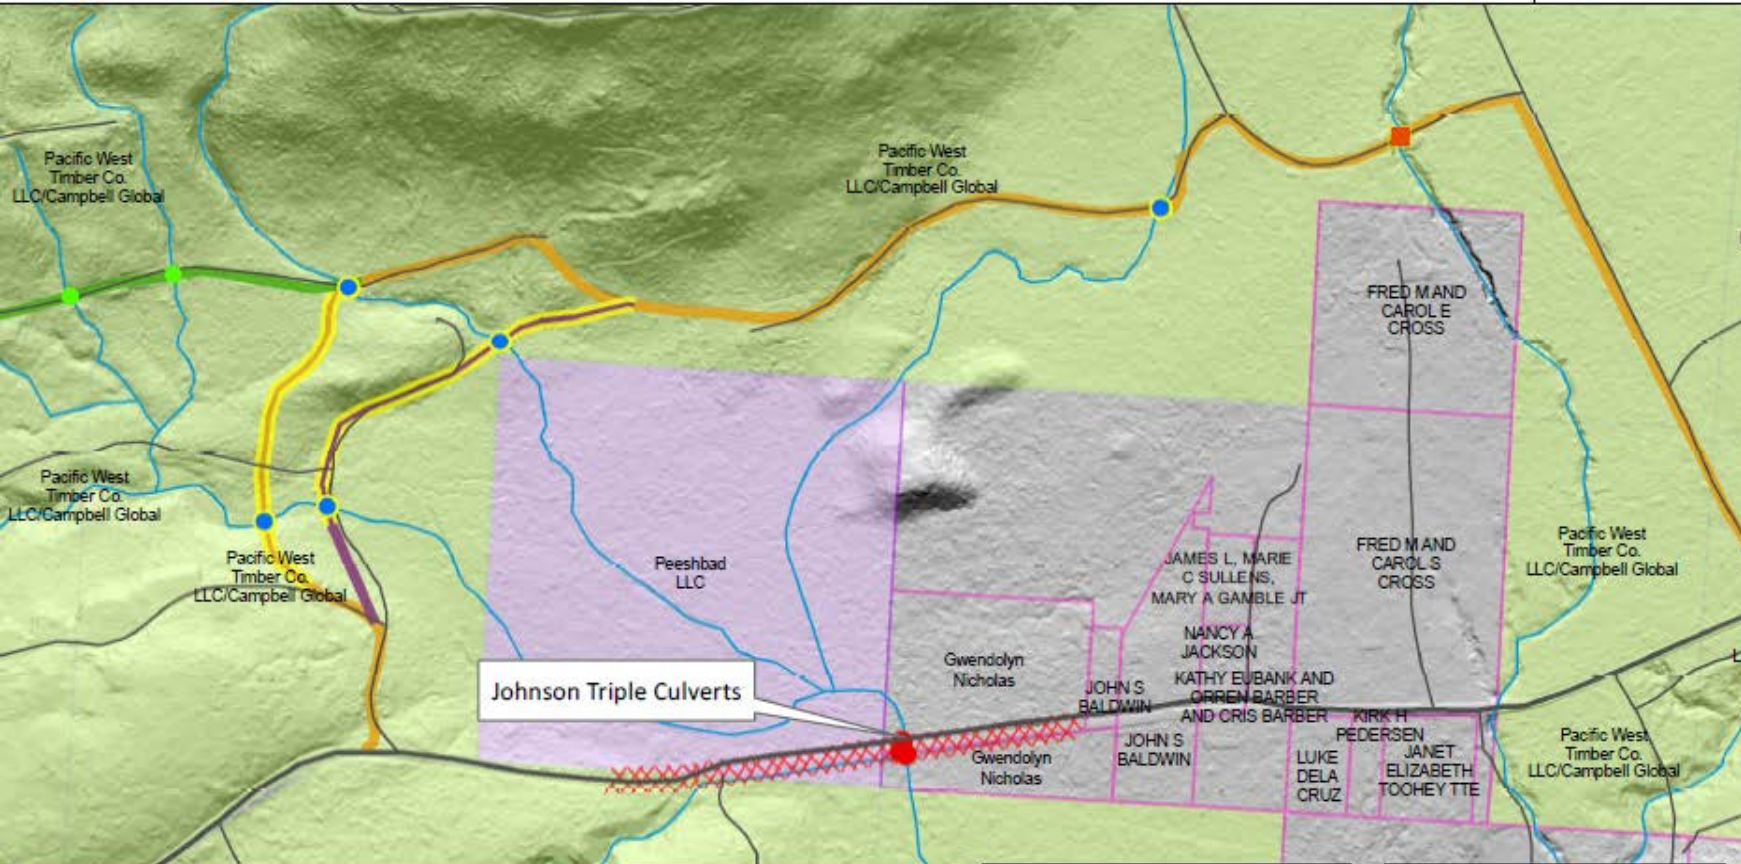 Pacific West
Timber Co.
LLC/Campbell Global
Pacific West
Timber Co.
LLC/Campbell Global
FRED M AND
CAROL E
CROSS
Pacific West
Timber Co.
LLC/Campbell Global
Pacific West
Timber Co.
LLC/Campbell Global
Peeshbad
LLC
JAMES L, MARIE
C SULLENS,
MARY A GAMBLE JT
FRED M AND
CAROL S
CROSS
Pacific West
Timber Co.
LLC/Campbell Global
NANCY A
JACKSON
Gwendolyn
Nicholas
Johnson Triple Culverts
JOHN S
BALDWIN
KATHY EUBANK AND
ORREN BARBER
AND CRIS BARBER
KIRK H
PEDERSEN
Gwendolyn
Nicholas
JOHN S
BALDWIN
LUKE
DELA
CRUZ
JANET
ELIZABETH
TOOHEY TTE
Pacific West
Timber Co.
LLC/Campbell Global